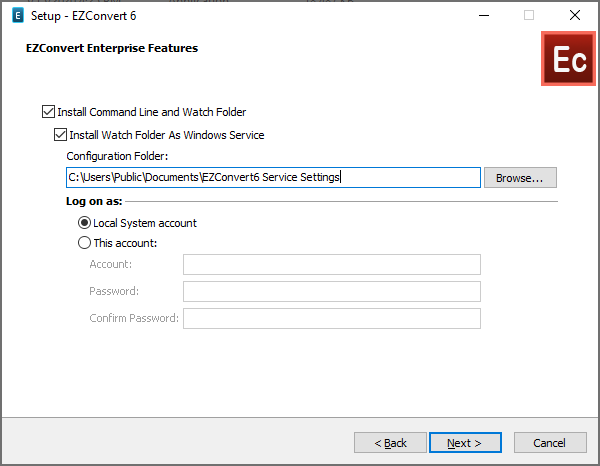 E Setup - EZConvert 6
EZConvert Enterprise Features
Ec
Install Command Line and Watch Folder
Install Watch Folder As Windows Service
Configuration Folder:
C:\Users\Public\Documents\EZConvert6 Service Settings
Browse...
Log on as:
Local System account
This account:
Account:
Password:
Confirm Password:
< Back Next > Cancel